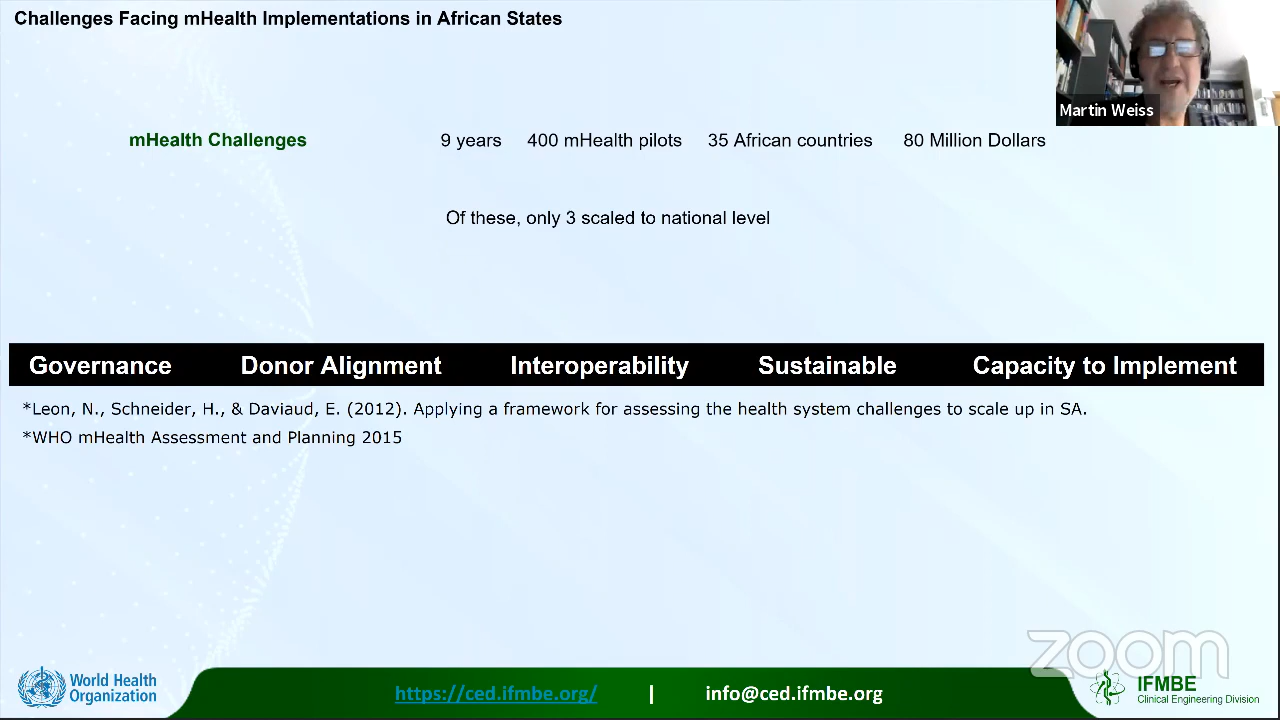 Challenges Facing mHealth Implementations in African States
Martin Weiss
mHealth Challenges 9 years 400 mHealth pilots 35 African countries 80 Million Dollars
Of these, only 3 scaled to national level
Governance Donor Alignment Interoperability Sustainable Capacity to Implement
*Leon, N., Schneider, H., & Daviaud, E. (2012). Applying a framework for assessing the health system challenges to scale up in SA.
*WHO mHealth Assessment and Planning 2015
zoom
World Health
Organization
https://ced.ifmbe.org/ | info@ced.ifmbe.org
IFMBE
Clinical Engineering Division